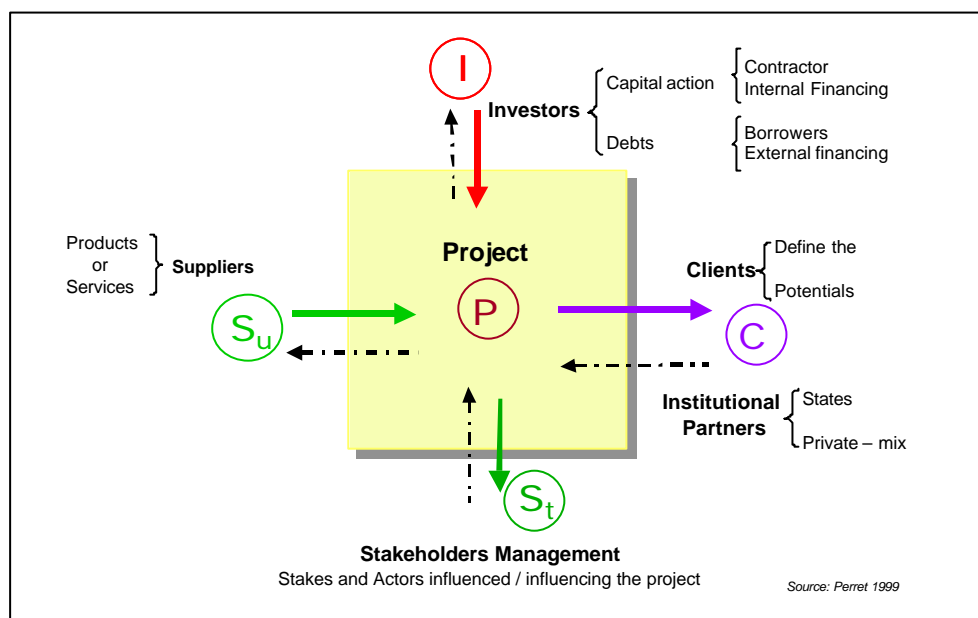 I
Investors
Capital action
Contractor
Internal Financing
Debts
Borrowers
External financing
Products
or
Services
Suppliers
Su
Project
P
Clients
Define the
Potentials
C
Institutional
Partners
States
Private – mix
St
Stakeholders Management
Stakes and Actors influenced / influencing the project
Source: Perret 1999